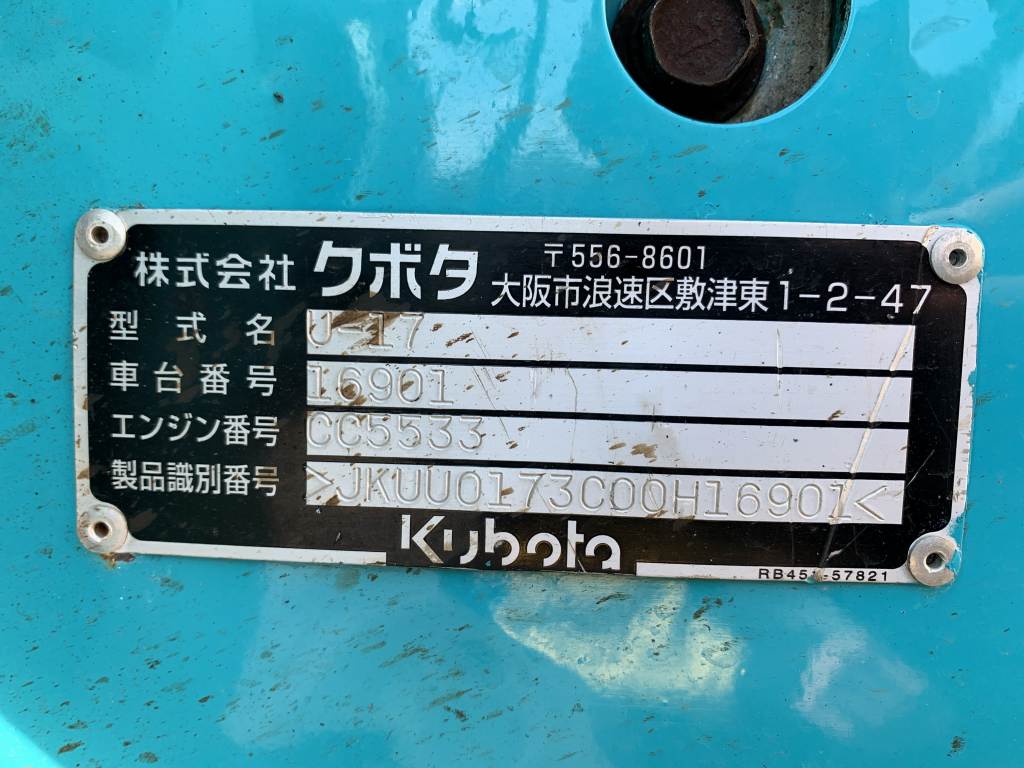 株式会社 クボタ 〒556-8601
大阪市浪速区敷津東1-2-47
型式名 U-17
車台番号 16901
エンジン番号 CC5533
製品識別番号 >JKUU0173C00H16901<
Kubota
RB451-57821